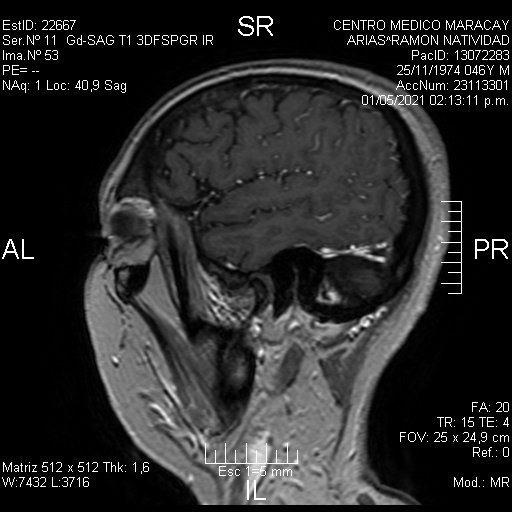 EstID: 22667
Ser.Nº 11 Gd-SAG T1 3DFSPGR IR
Ima.Nº 53
PE= --
NAq: 1 Loc: 40,9 Sag
SR
CENTRO MEDICO MARACAY
ARIAS^RAMON NATIVIDAD
PacID: 13072283
25/11/1974 046Y M
AccNum: 23113301
01/05/2021 02:13:11 p.m.
AL
PR
FA: 20
TR: 15 TE: 4
FOV: 25 x 24,9 cm
Ref.: 0
Mod.: MR
Matriz 512 x 512 Thk: 1,6
W:7432 L:3716
Esc 1=5 mm
IL